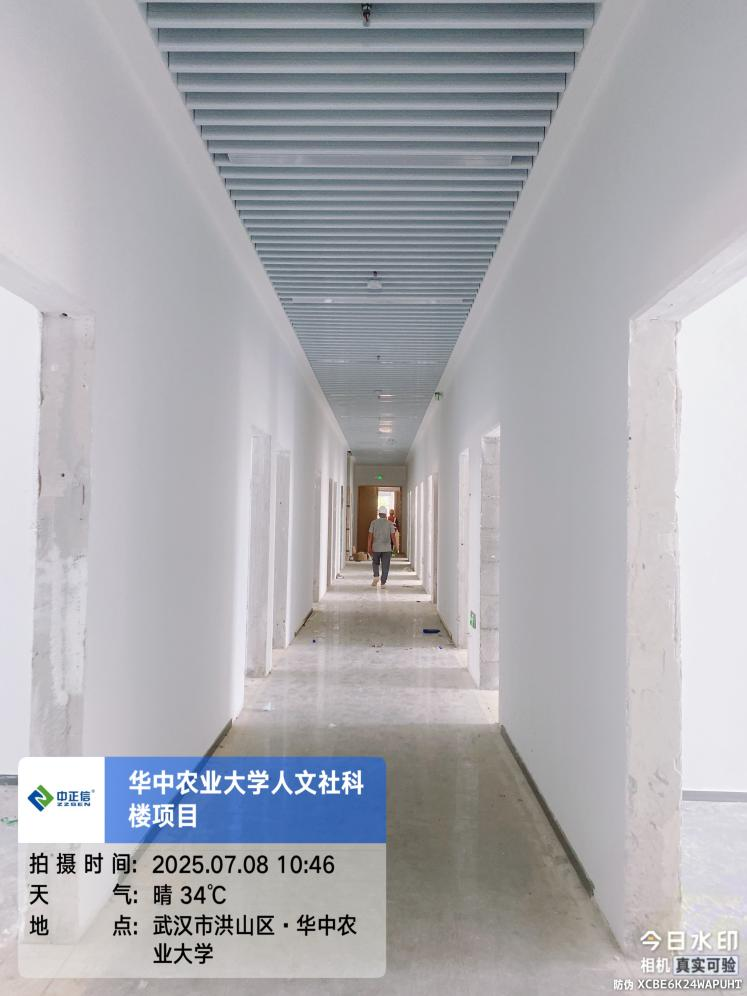 中正信
ZZSEN
华中农业大学人文社科
楼项目
拍摄时间: 2025.07.08 10:46
天气: 晴 34℃
地点: 武汉市洪山区·华中农
业大学
今日水印
相机 真实可验
防伪 XCBE6K24WAPUHT